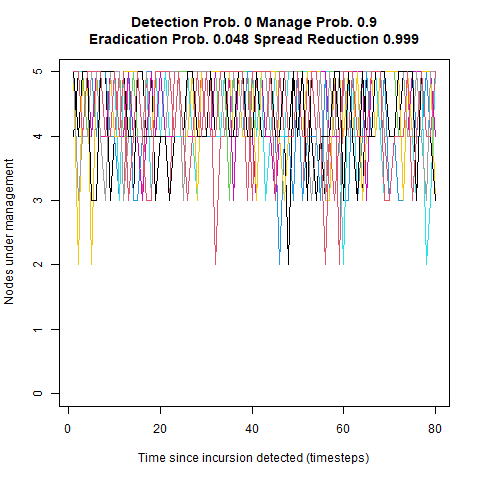 Detection Prob. 0 Manage Prob. 0.9
Eradication Prob. 0.048 Spread Reduction 0.999
Nodes under management
5
4
3
2
1
0
0 20 40 60 80
Time since incursion detected (timesteps)